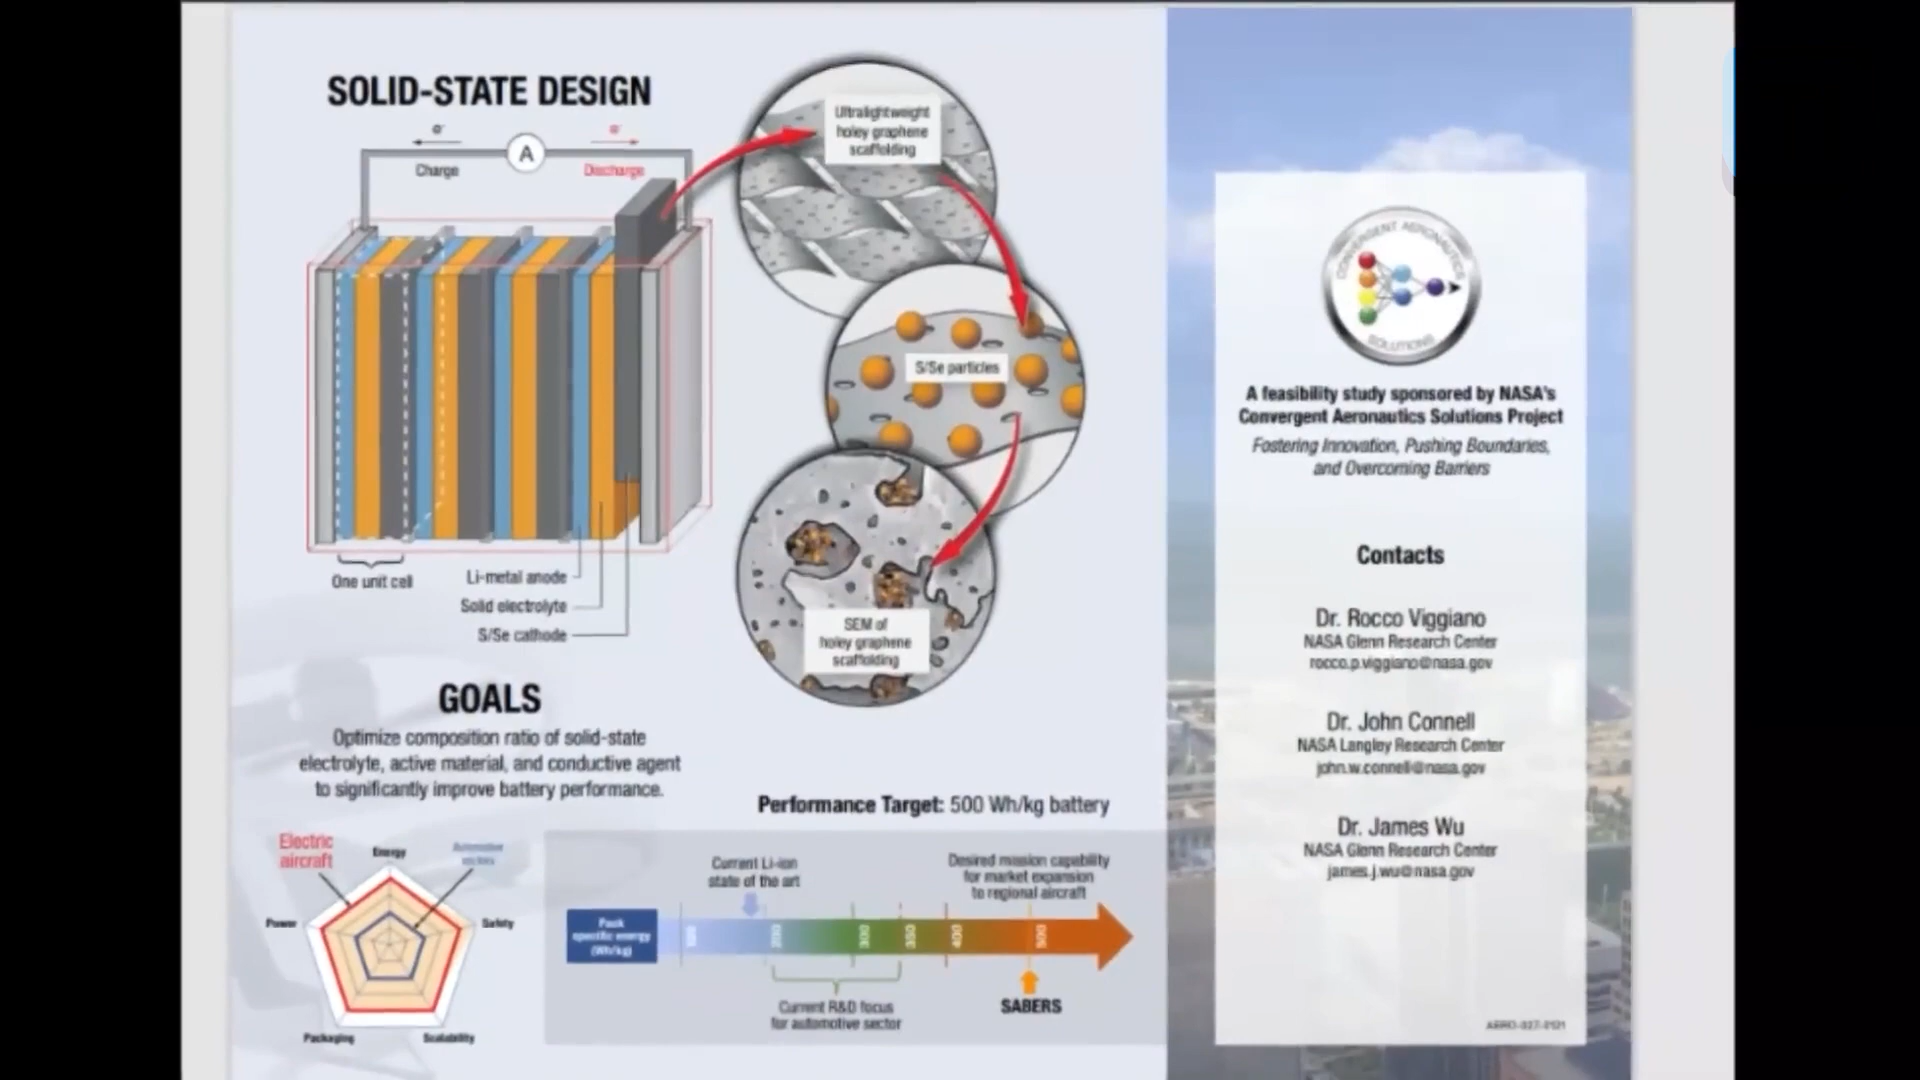 SOLID-STATE DESIGN
e-
e-
A
Charge
Discharge
One unit cell
Li-metal anode
Solid electrolyte
S/Se cathode
Ultralightweight
holey graphene
scaffolding
S/Se particles
SEM of
holey graphene
scaffolding
GOALS
Optimize composition ratio of solid-state
electrolyte, active material, and conductive agent
to significantly improve battery performance.
Electric
aircraft
Energy
Power
Safety
Packaging
Scalability
Performance Target: 500 Wh/kg battery
Current Li-ion
state of the art
Desired mission capability
for market expansion
to regional aircraft
Pack
specific energy
(Wh/kg)
200
300
350
400
500
Current R&D focus
for automotive sector
SABERS
CONVERGENT AERONAUTICS
SOLUTIONS
A feasibility study sponsored by NASA's
Convergent Aeronautics Solutions Project
Fostering Innovation, Pushing Boundaries,
and Overcoming Barriers
Contacts
Dr. Rocco Viggiano
NASA Glenn Research Center
rocco.p.viggiano@nasa.gov
Dr. John Connell
NASA Langley Research Center
john.w.connell@nasa.gov
Dr. James Wu
NASA Glenn Research Center
james.j.wu@nasa.gov